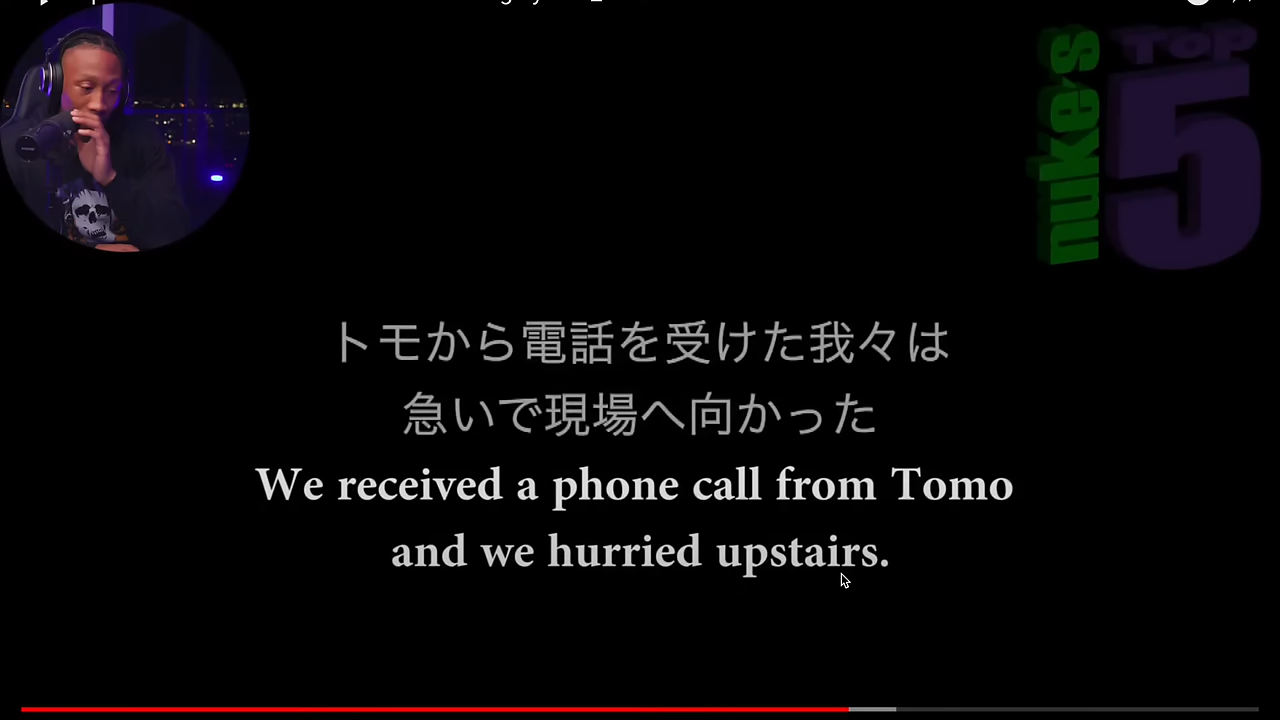 nuke's
Top
5
トモから電話を受けた我々は
急いで現場へ向かった
We received a phone call from Tomo
and we hurried upstairs.